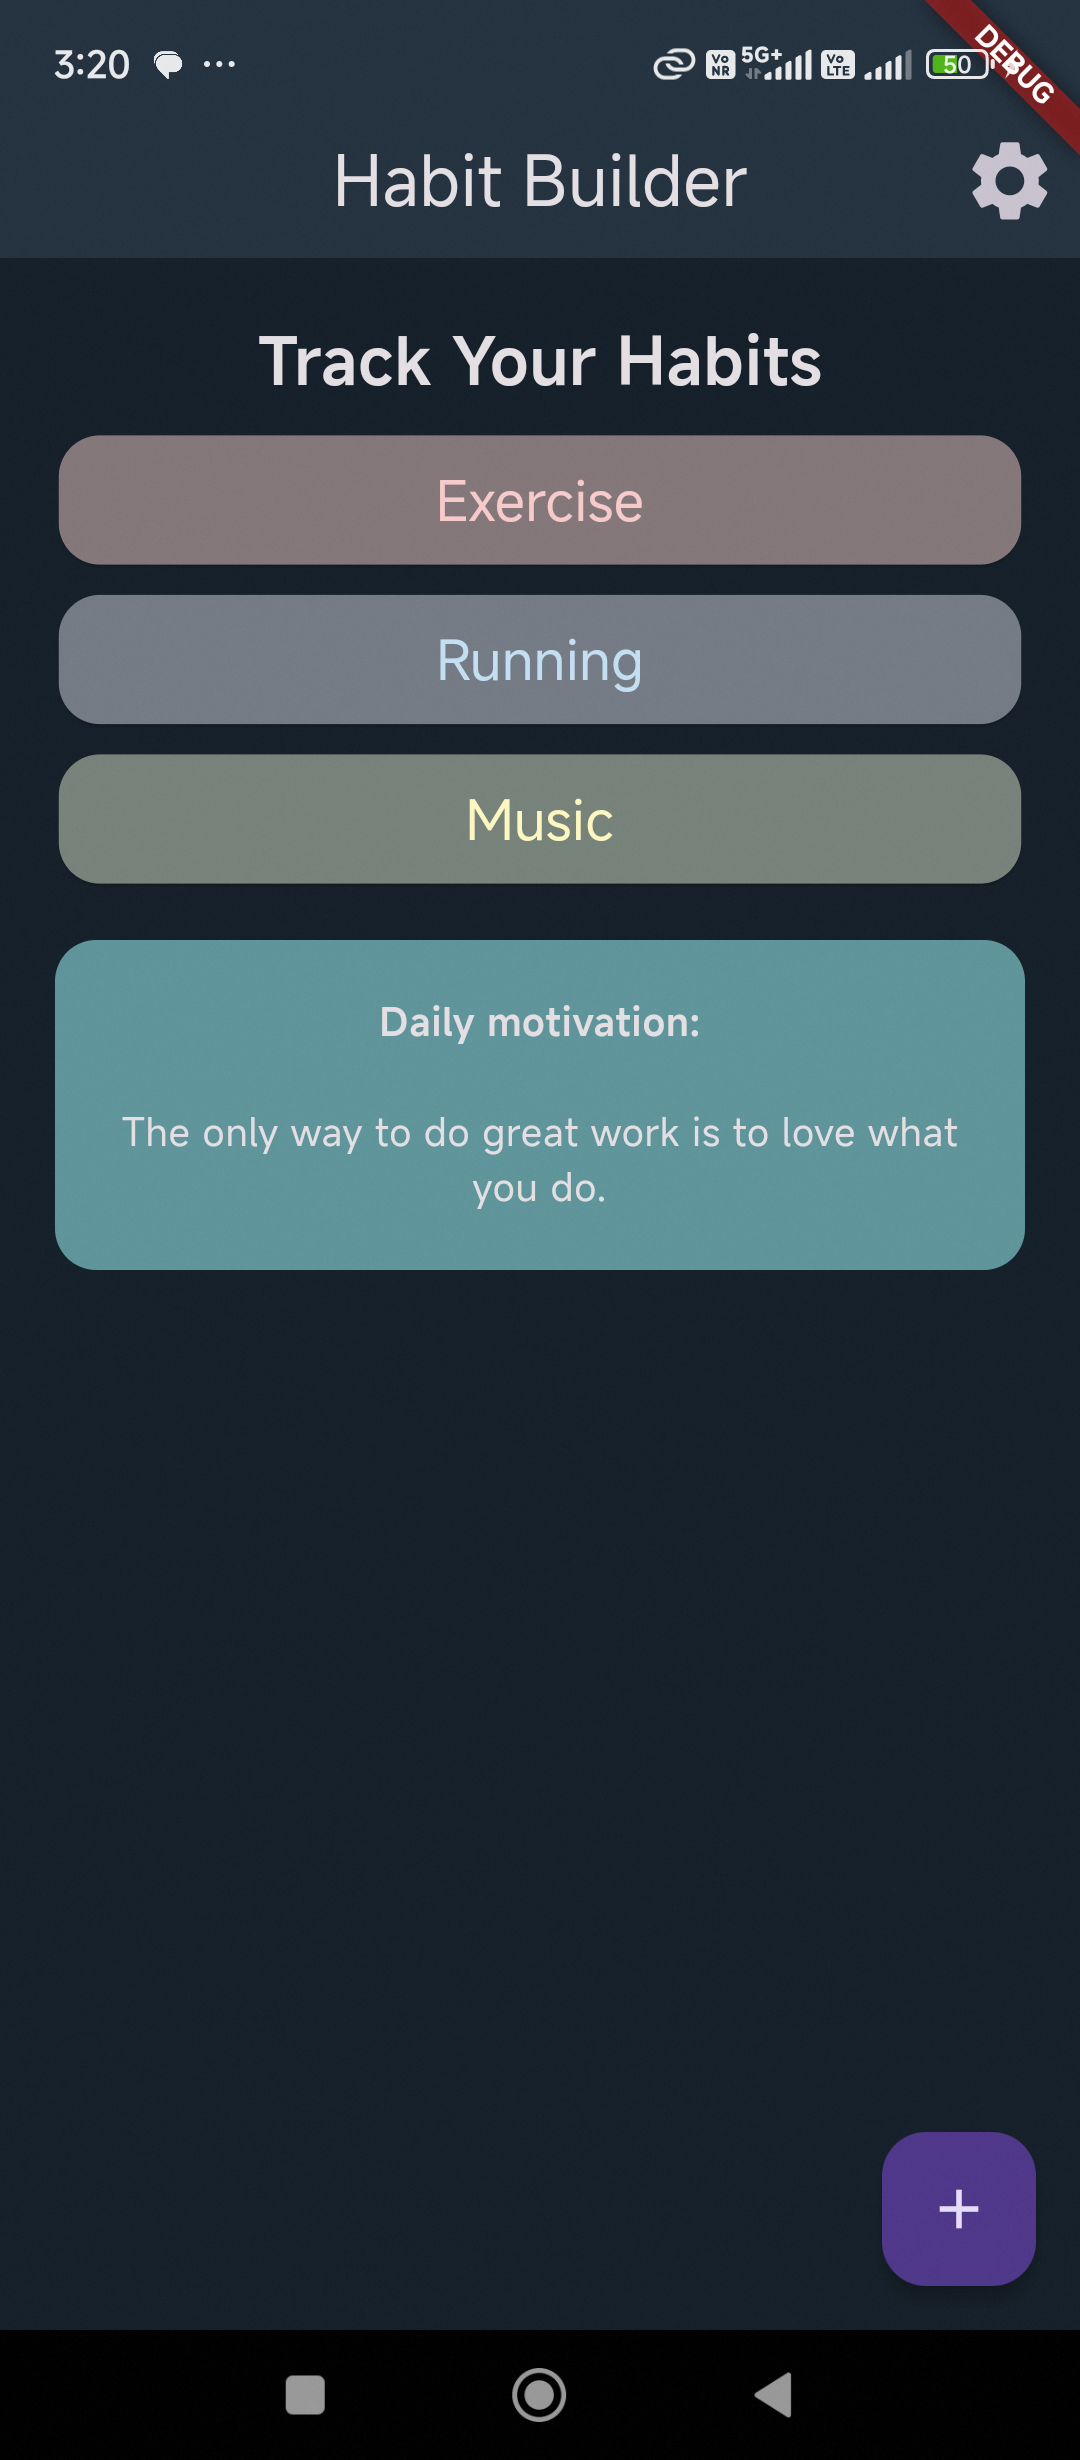 3:20
Vo NR 5G+ Vo LTE 50
DEBUG
Habit Builder
Track Your Habits
Exercise
Running
Music
Daily motivation:
The only way to do great work is to love what
you do.